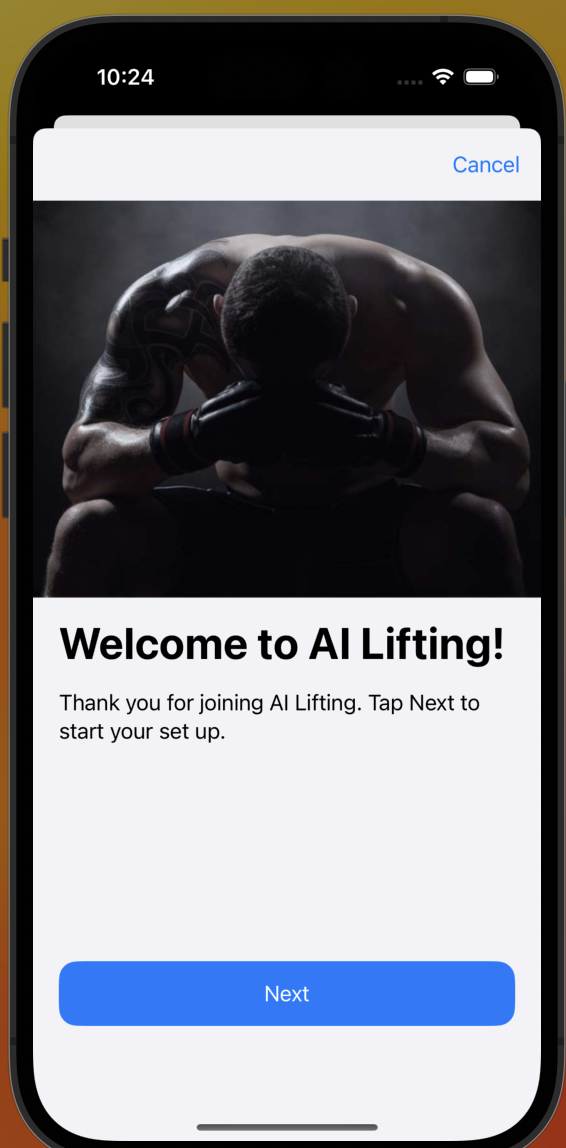 10:24
Cancel
Welcome to AI Lifting!
Thank you for joining AI Lifting. Tap Next to
start your set up.
Next